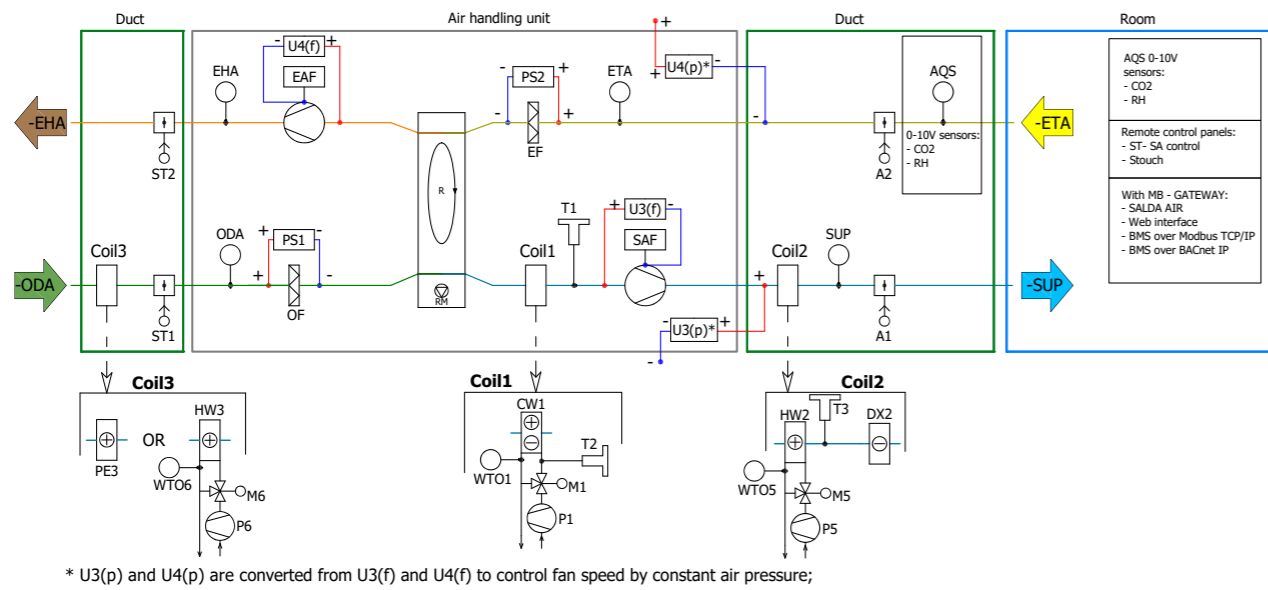 Duct
Air handling unit
Duct
Room
- U4(f) +
EHA
EAF
- PS2 +
ETA
+
+ U4(p)* -
AQS
AQS 0-10V
sensors:
- CO2
- RH
-EHA
ST2
EF
+
-
0-10V sensors:
- CO2
- RH
A2
-ETA
Remote control panels:
- ST- SA control
- Stouch
R
With MB - GATEWAY:
- SALDA AIR
- Web interface
- BMS over Modbus TCP/IP
- BMS over BACnet IP
T1
+ U3(f) -
SAF
ODA
+ PS1 -
Coil3
Coil1
Coil2
SUP
-ODA
+
-
+
-SUP
ST1
OF
RM
- U3(p)* +
-
A1
Coil3
Coil1
Coil2
HW3
OR
PE3
WTO6
M6
P6
CW1
T2
WTO1
M1
P1
HW2
T3
DX2
WTO5
M5
P5
* U3(p) and U4(p) are converted from U3(f) and U4(f) to control fan speed by constant air pressure;